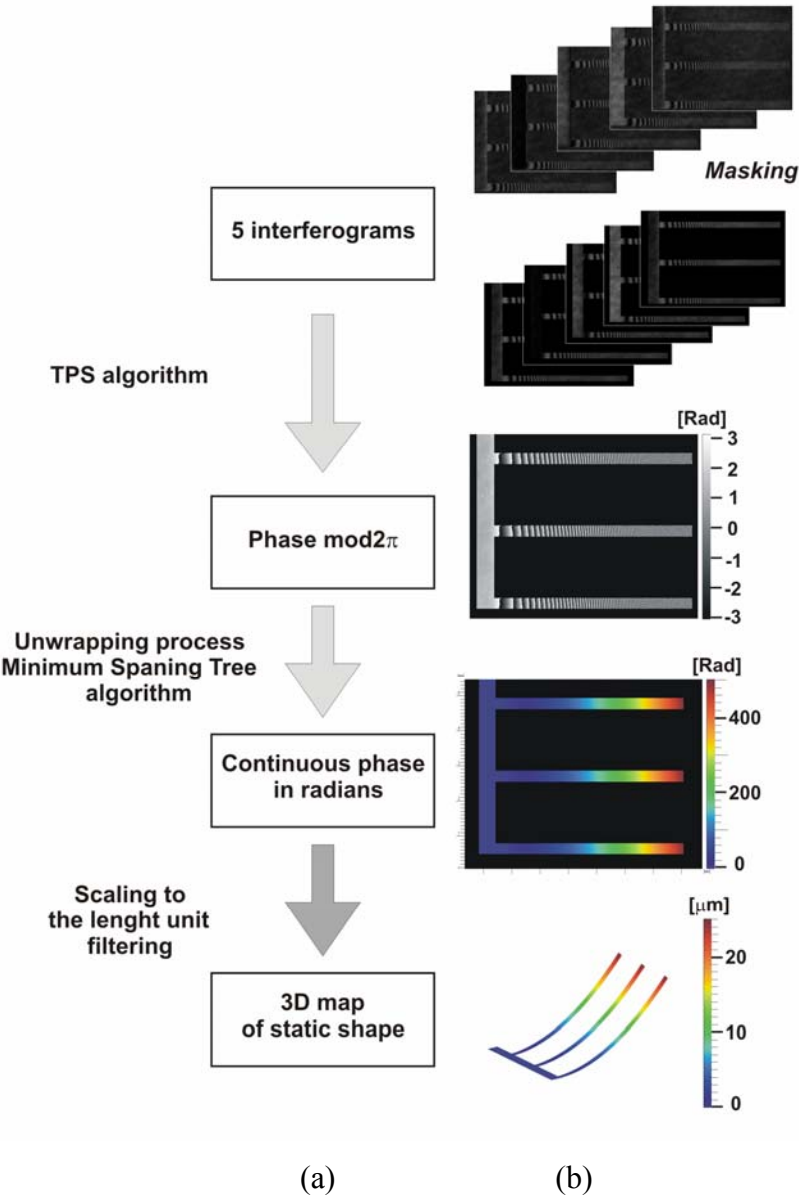 Masking
5 interferograms
TPS algorithm
[Rad]
3
2
1
0
-1
-2
-3
Phase mod2π
Unwrapping process
Minimum Spaning Tree
algorithm
[Rad]
400
200
0
Continuous phase
in radians
Scaling to
the lenght unit
filtering
[µm]
20
10
0
3D map
of static shape
(a)
(b)